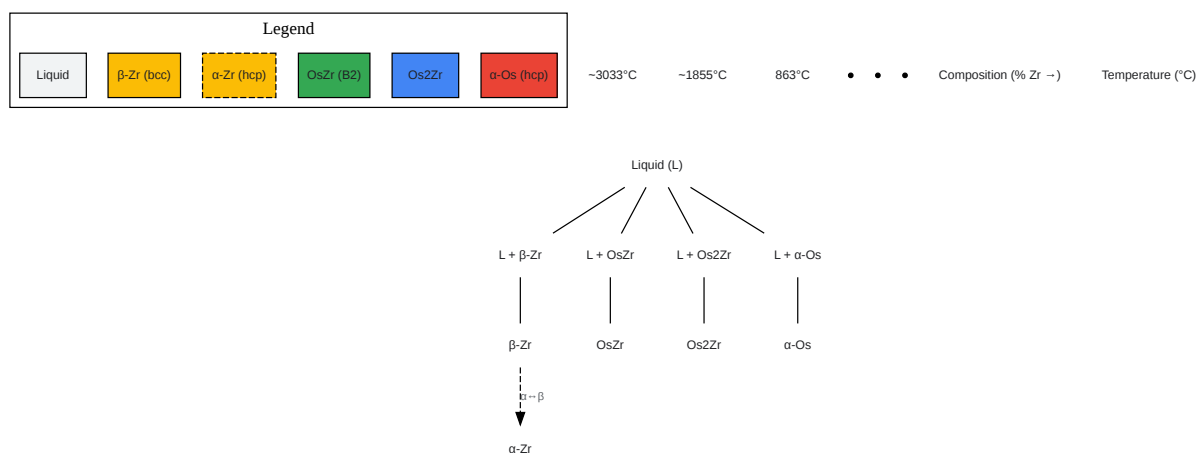 Legend
Liquid
β-Zr (bcc)
α-Zr (hcp)
OsZr (B2)
Os2Zr
α-Os (hcp)
~3033°C
~1855°C
863°C
Composition (% Zr →)
Temperature (°C)
Liquid (L)
L + β-Zr
L + OsZr
L + Os2Zr
L + α-Os
β-Zr
OsZr
Os2Zr
α-Os
α↔β
α-Zr